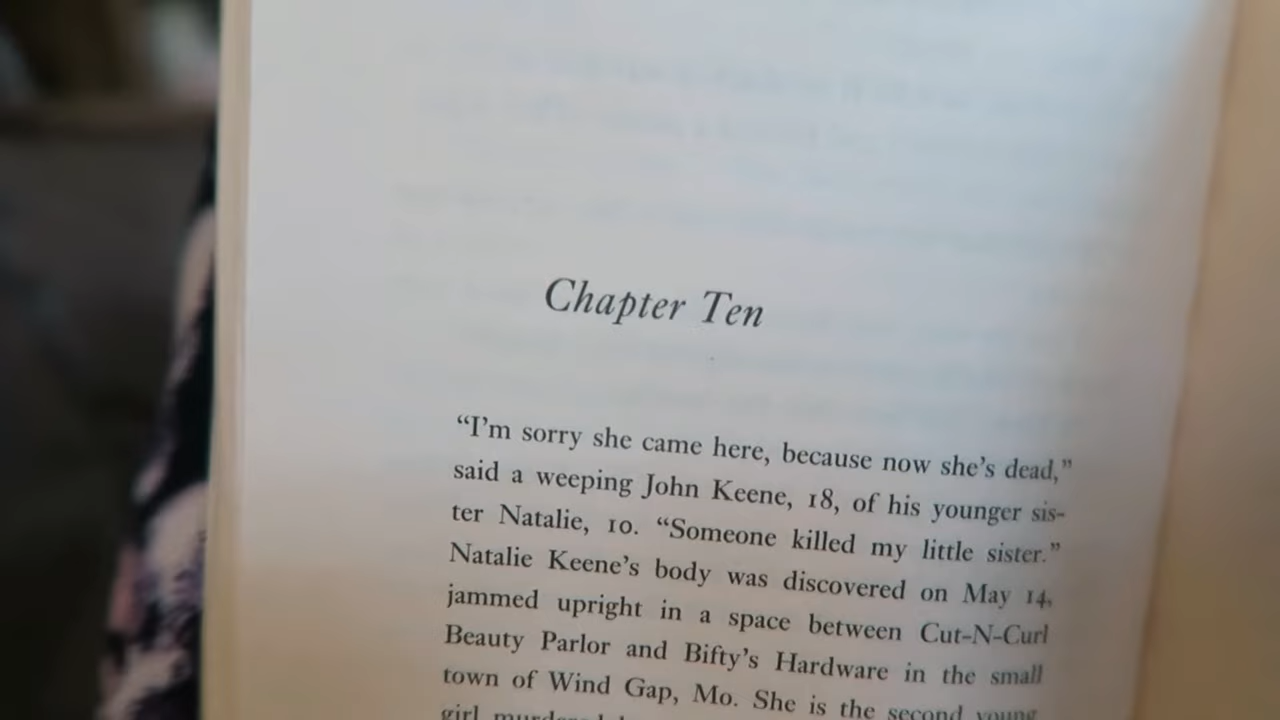 Chapter Ten
“I’m sorry she came here, because now she’s dead,”
said a weeping John Keene, 18, of his younger sis-
ter Natalie, 10. “Someone killed my little sister.”
Natalie Keene’s body was discovered on May 14,
jammed upright in a space between Cut-N-Curl
Beauty Parlor and Bifty’s Hardware in the small
town of Wind Gap, Mo. She is the second young
girl murdered